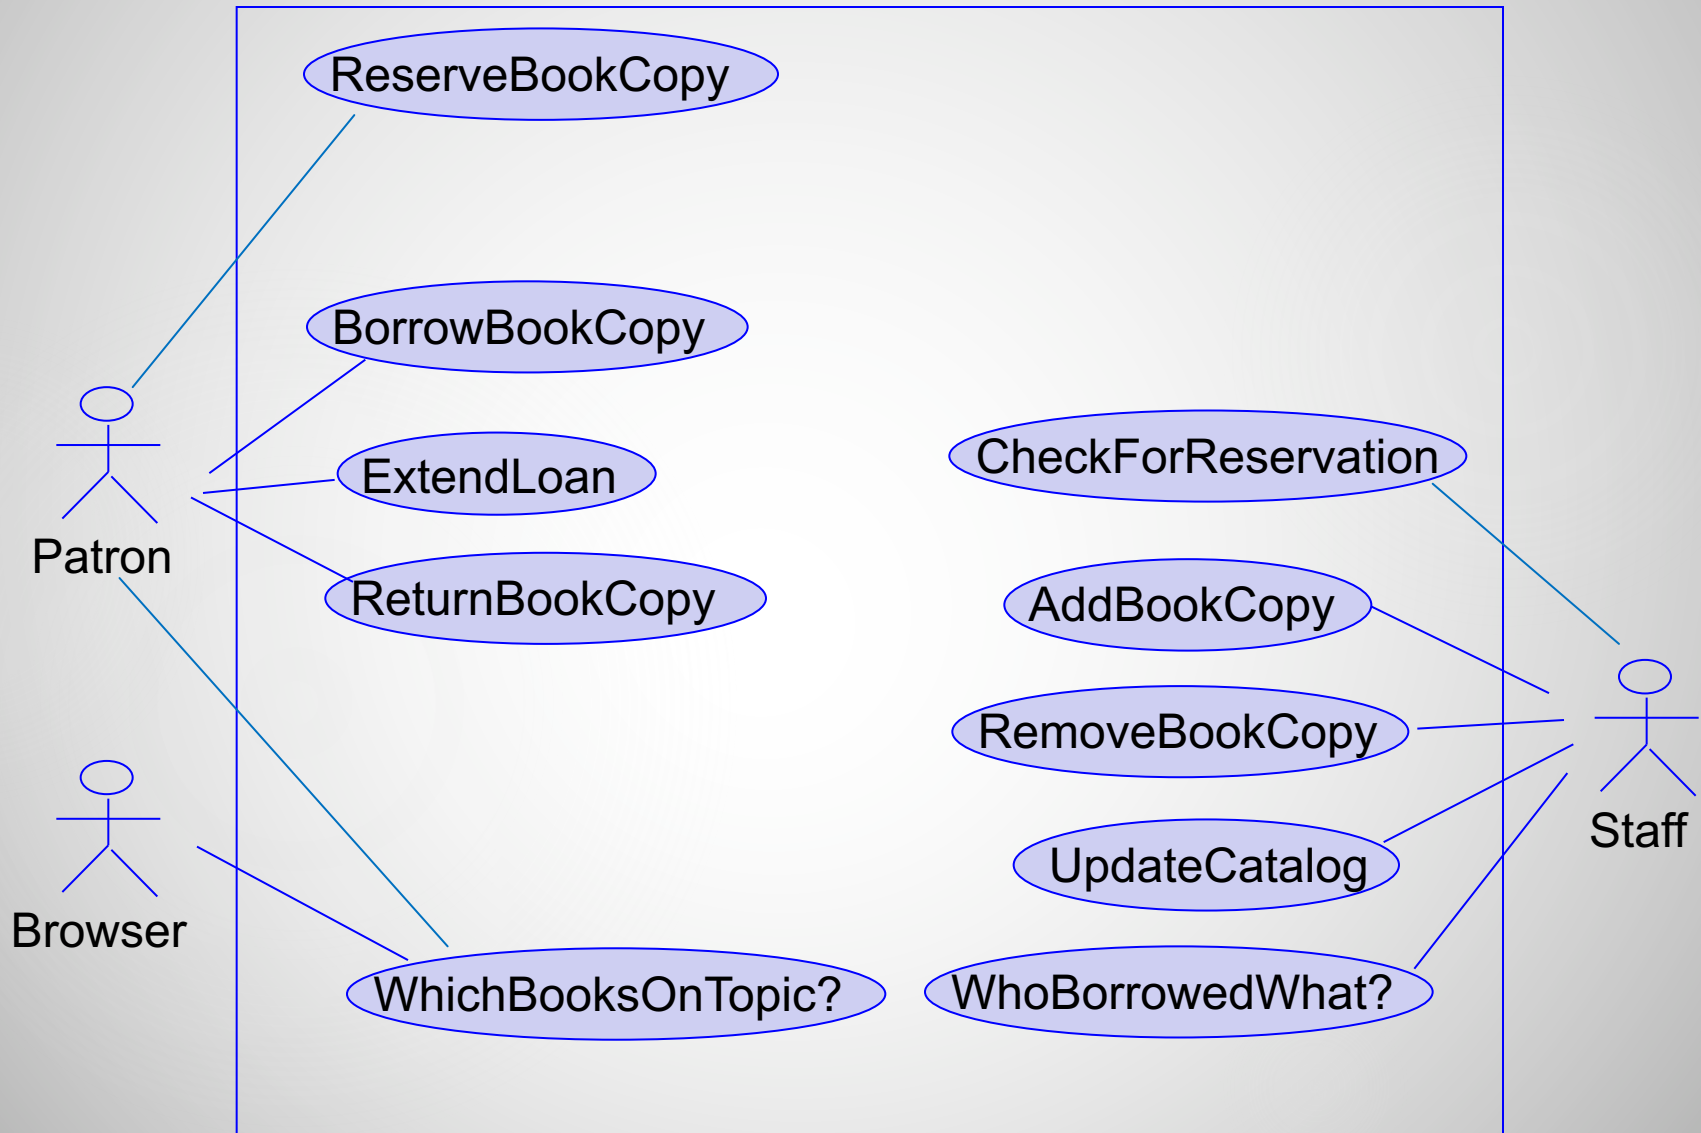 ReserveBookCopy
BorrowBookCopy
ExtendLoan
CheckForReservation
Patron
ReturnBookCopy
AddBookCopy
RemoveBookCopy
Staff
UpdateCatalog
Browser
WhichBooksOnTopic?
WhoBorrowedWhat?